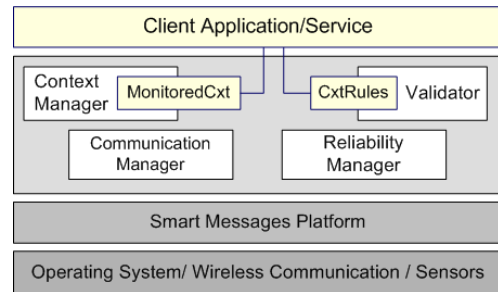 Client Application/Service
Context
Manager
MonitoredCxt
CxtRules
Validator
Communication
Manager
Reliability
Manager
Smart Messages Platform
Operating System/ Wireless Communication / Sensors